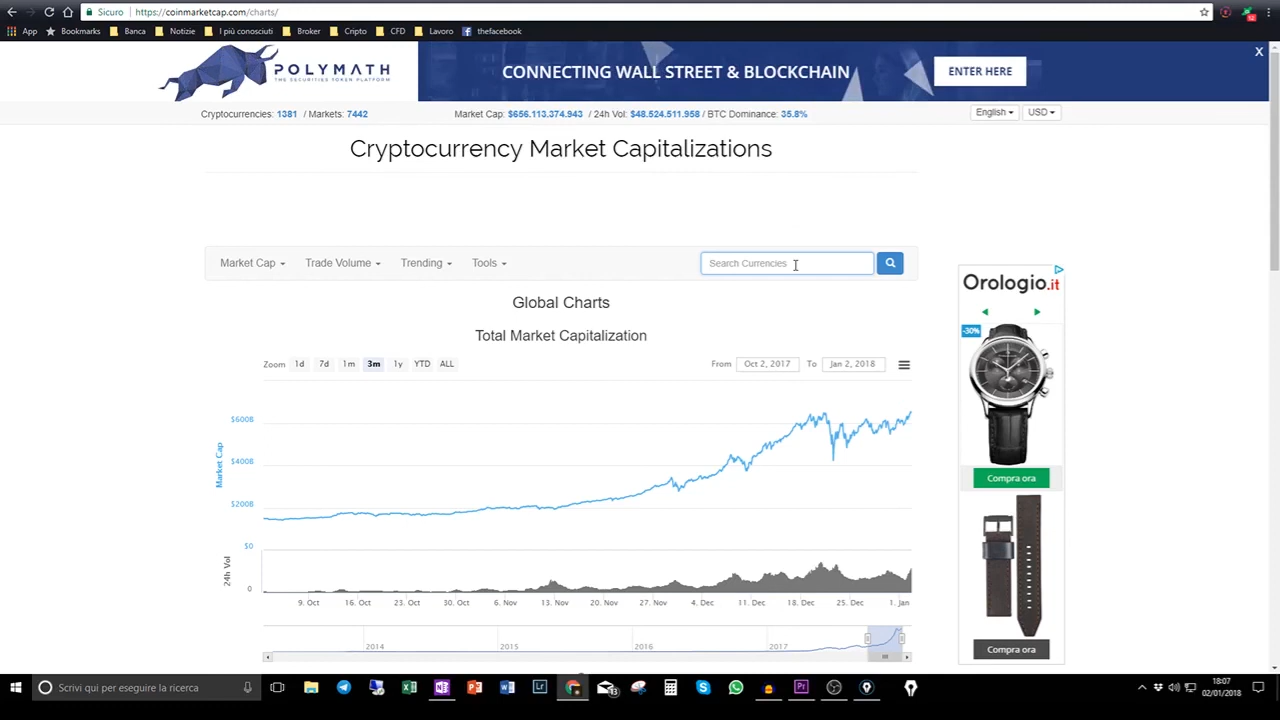 Sicuro https://coinmarketcap.com/charts/
App Bookmarks Banca Notizie I più conosciuti Broker Cripto CFD Lavoro thefacebook
POLYMATH
THE SECURITIES TOKEN PLATFORM
CONNECTING WALL STREET & BLOCKCHAIN
ENTER HERE
X
Cryptocurrencies: 1381 / Markets: 7442
Market Cap: $656.113.374.943 / 24h Vol: $48.524.511.958 / BTC Dominance: 35.8%
English
USD
Cryptocurrency Market Capitalizations
Market Cap Trade Volume Trending Tools
Search Currencies
Global Charts
Total Market Capitalization
Zoom 1d 7d 1m 3m 1y YTD ALL
From Oct 2, 2017 To Jan 2, 2018
Market Cap
$600B
$400B
$200B
$0
24h Vol
0
9. Oct 16. Oct 23. Oct 30. Oct 6. Nov 13. Nov 20. Nov 27. Nov 4. Dec 11. Dec 18. Dec 25. Dec 1. Jan
2014 2015 2016 2017
Orologio.it
-30%
Compra ora
Compra ora
Scrivi qui per eseguire la ricerca
18:07
02/01/2018